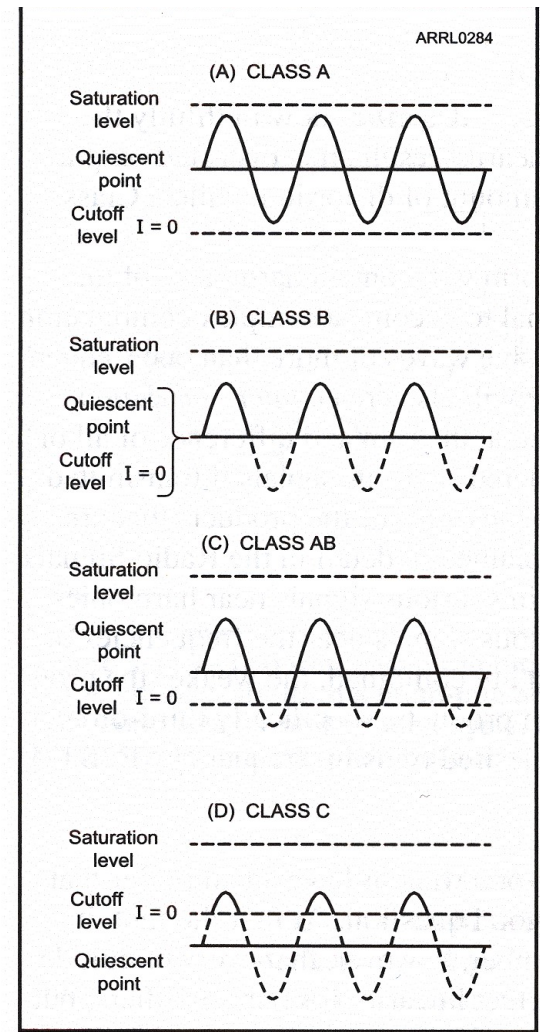 ARRL0284
(A) CLASS A
Saturation
level
Quiescent
point
Cutoff
level I = 0
(B) CLASS B
Saturation
level
Quiescent
point
Cutoff
level I = 0
(C) CLASS AB
Saturation
level
Quiescent
point
Cutoff
level I = 0
(D) CLASS C
Saturation
level
Cutoff
level I = 0
Quiescent
point